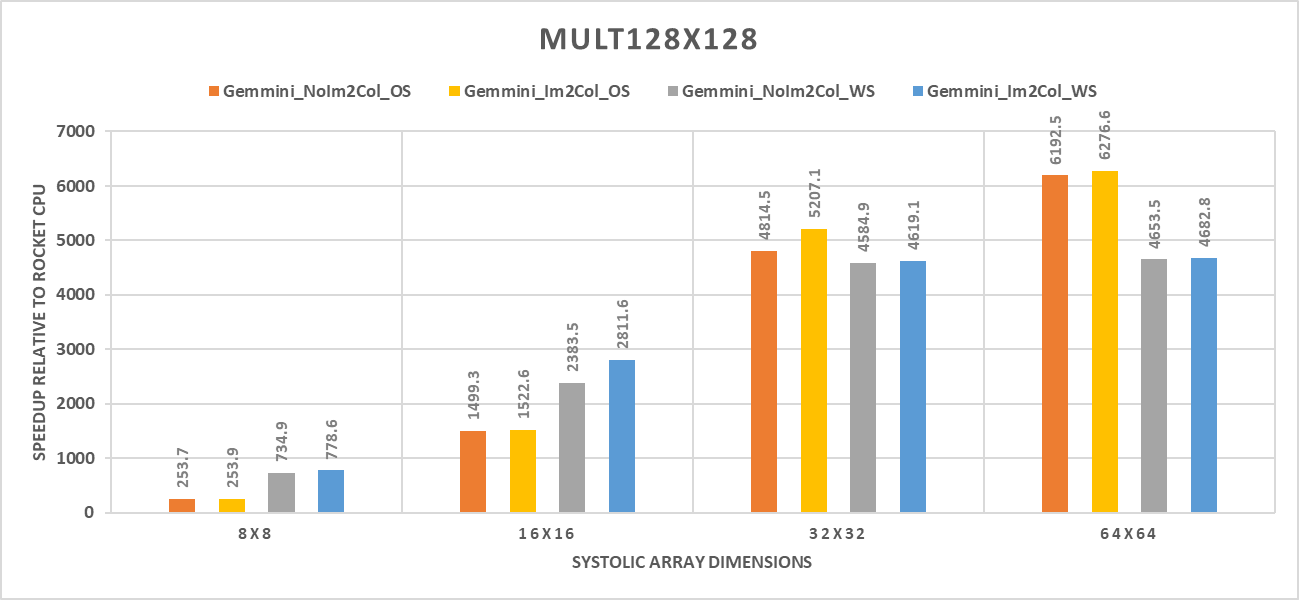 MULT128X128
Gemmini_NoIm2Col_OS Gemmini_Im2Col_OS Gemmini_NoIm2Col_WS Gemmini_Im2Col_WS
SPEEDUP RELATIVE TO ROCKET CPU
7000
6000
5000
4000
3000
2000
1000
0
253.7 253.9 734.9 778.6
1499.3 1522.6 2383.5 2811.6
4814.5 5207.1 4584.9 4619.1
6192.5 6276.6 4653.5 4682.8
8X8 16X16 32X32 64X64
SYSTOLIC ARRAY DIMENSIONS